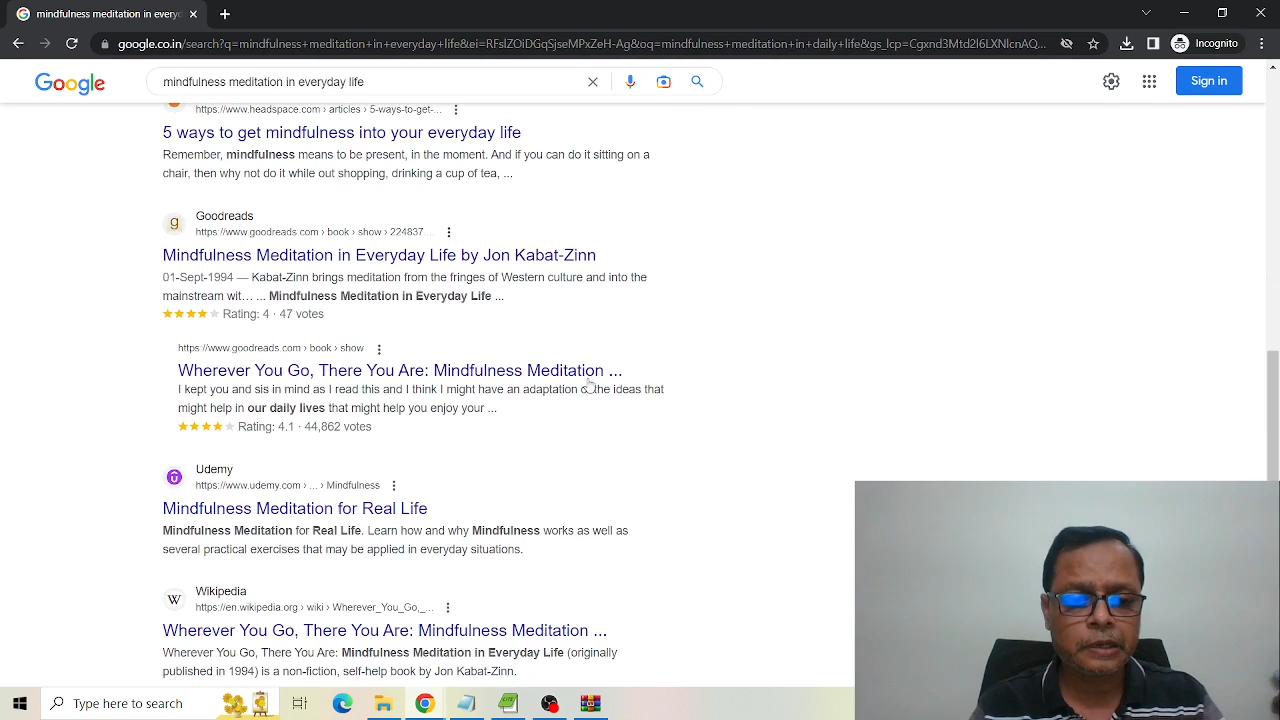 mindfulness meditation in every
google.co.in/search?q=mindfulness+meditation+in+everyday+life&ei=RFslZOiDGqSjseMPxZeH-Ag&oq=mindfulness+meditation+in+daily+life&gs_lcp=Cgxnd3Mtd2l6LXNlcnAQ...
Incognito
Google
mindfulness meditation in everyday life
Sign in
https://www.headspace.com › articles › 5-ways-to-get-...
5 ways to get mindfulness into your everyday life
Remember, mindfulness means to be present, in the moment. And if you can do it sitting on a
chair, then why not do it while out shopping, drinking a cup of tea, ...
g
Goodreads
https://www.goodreads.com › book › show › 224837...
Mindfulness Meditation in Everyday Life by Jon Kabat-Zinn
01-Sept-1994 — Kabat-Zinn brings meditation from the fringes of Western culture and into the
mainstream wit… ... Mindfulness Meditation in Everyday Life ...
Rating: 4 · 47 votes
https://www.goodreads.com › book › show
Wherever You Go, There You Are: Mindfulness Meditation ...
I kept you and sis in mind as I read this and I think I might have an adaptation of the ideas that
might help in our daily lives that might help you enjoy your ...
Rating: 4.1 · 44,862 votes
Udemy
https://www.udemy.com › ... › Mindfulness
Mindfulness Meditation for Real Life
Mindfulness Meditation for Real Life. Learn how and why Mindfulness works as well as
several practical exercises that may be applied in everyday situations.
W
Wikipedia
https://en.wikipedia.org › wiki › Wherever_You_Go,_...
Wherever You Go, There You Are: Mindfulness Meditation ...
Wherever You Go, There You Are: Mindfulness Meditation in Everyday Life (originally
published in 1994) is a non-fiction, self-help book by Jon Kabat-Zinn.
Type here to search